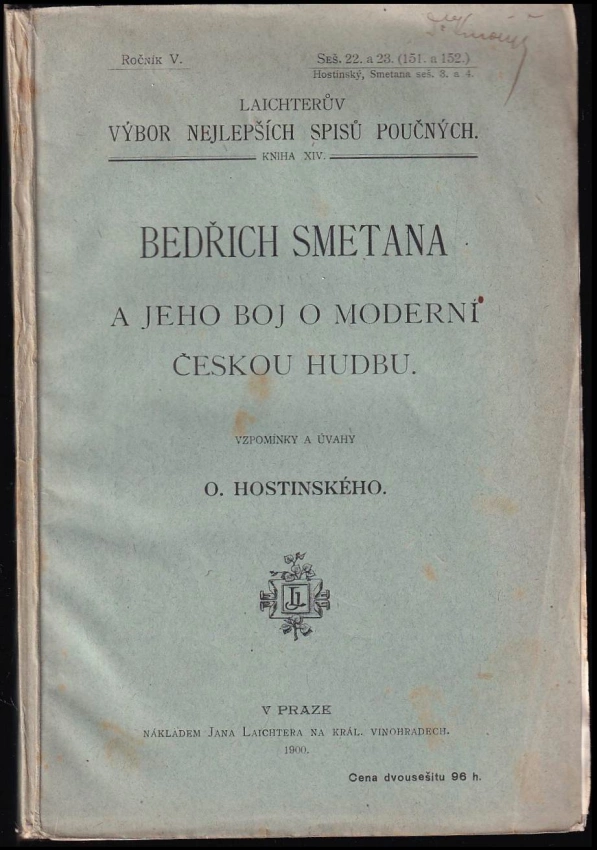 Ročník V.
Seš. 22. a 23. (151. a 152.)
Hostinský, Smetana seš. 3. a 4.
LAICHTERŮV
VÝBOR NEJLEPŠÍCH SPISŮ POUČNÝCH.
KNIHA XIV.
BEDŘICH SMETANA
A JEHO BOJ O MODERNÍ
ČESKOU HUDBU.
VZPOMÍNKY A ÚVAHY
O. HOSTINSKÉHO.
JL
V PRAZE
NÁKLADEM JANA LAICHTERA NA KRÁL. VINOHRADECH.
1900.
Cena dvousešitu 96 h.